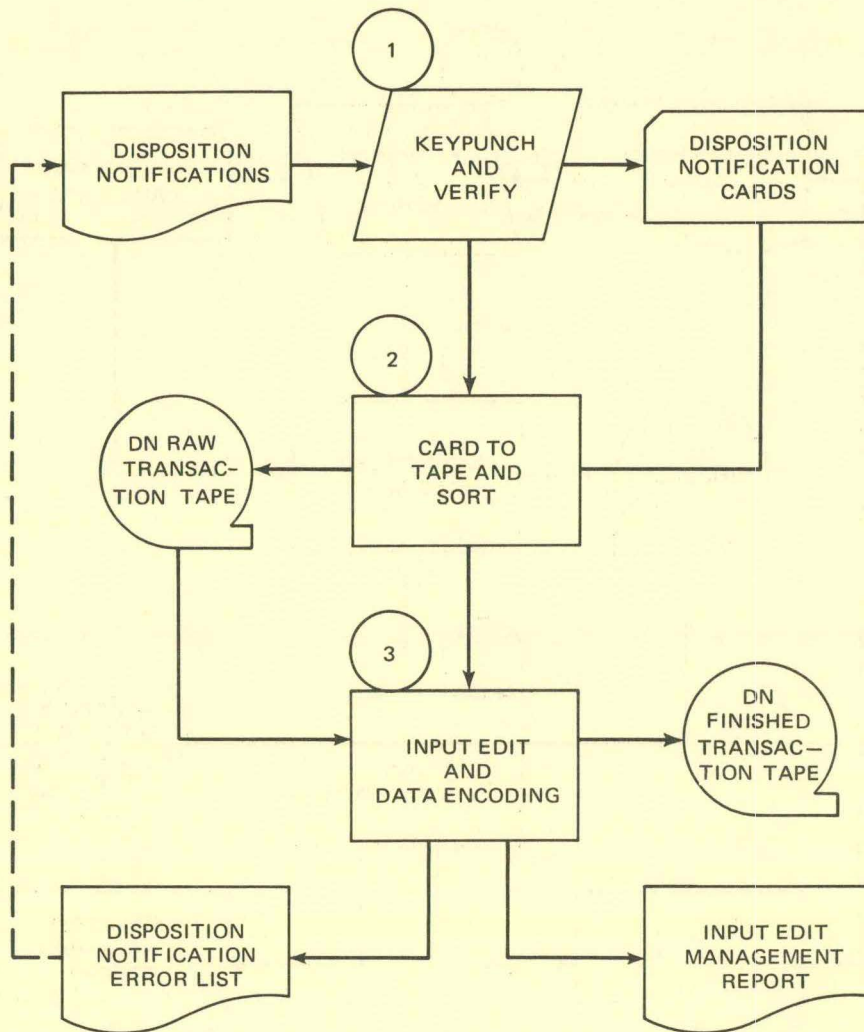 1
DISPOSITION
NOTIFICATIONS
KEYPUNCH
AND
VERIFY
DISPOSITION
NOTIFICATION
CARDS
2
DN RAW
TRANSAC-
TION TAPE
CARD TO
TAPE AND
SORT
3
INPUT EDIT
AND
DATA ENCODING
DN
FINISHED
TRANSAC-
TION TAPE
DISPOSITION
NOTIFICATION
ERROR LIST
INPUT EDIT
MANAGEMENT
REPORT